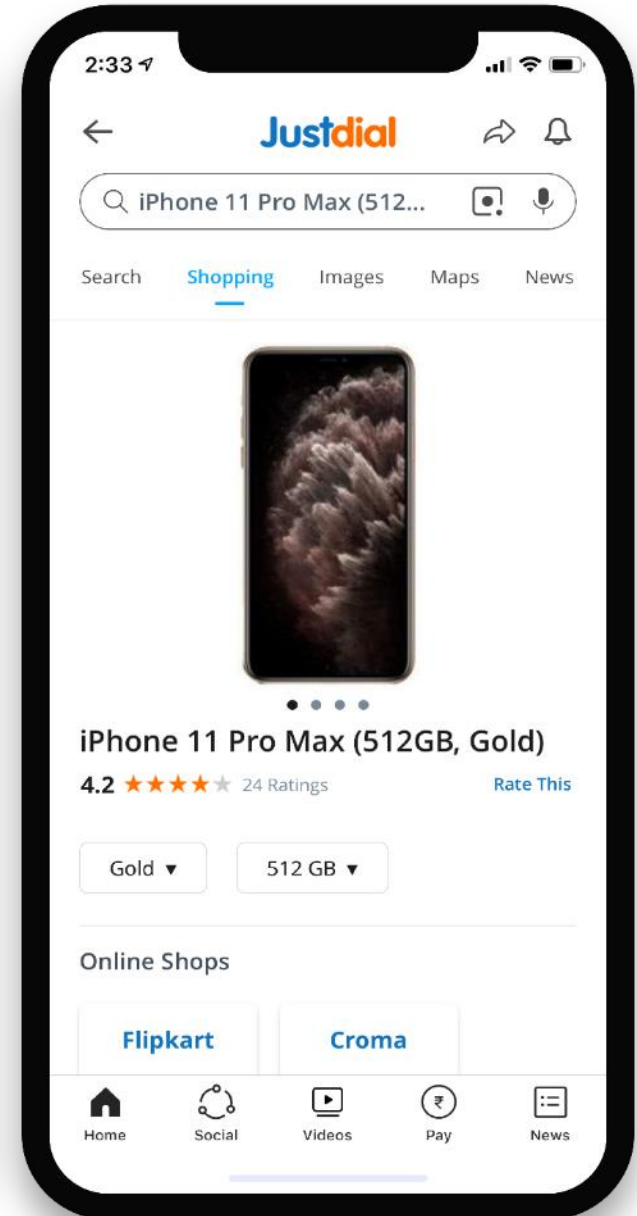 2:33
Justdial
iPhone 11 Pro Max (512...
Search Shopping Images Maps News
iPhone 11 Pro Max (512GB, Gold)
4.2 24 Ratings Rate This
Gold ▾ 512 GB ▾
Online Shops
Flipkart Croma
Home Social Videos Pay News